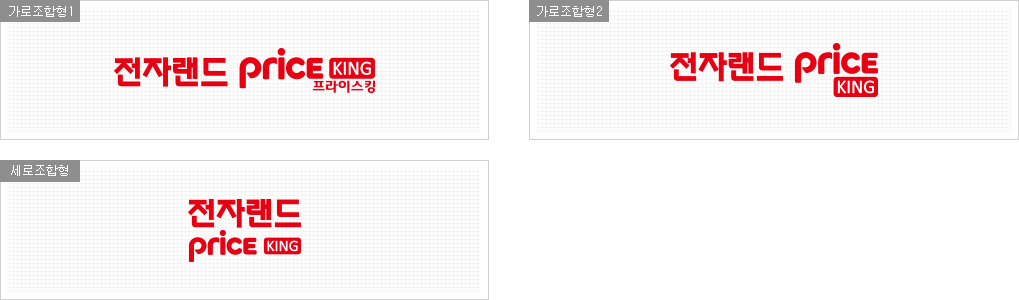 가로조합형1
전자랜드 price KING
프라이스킹
가로조합형2
전자랜드 price
KING
세로조합형
전자랜드
price KING